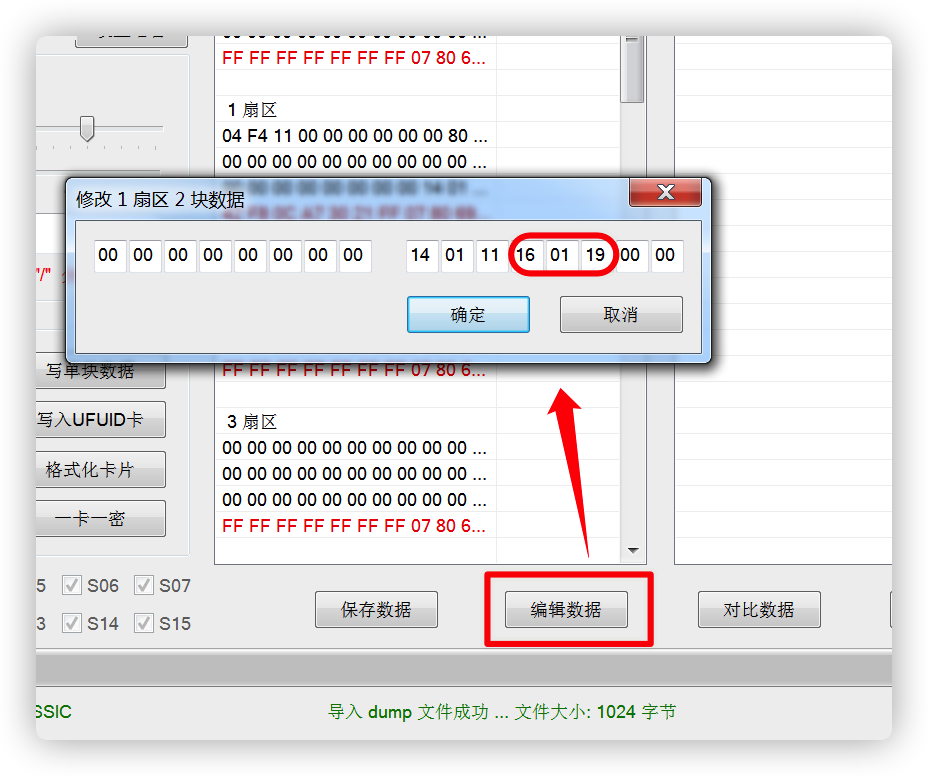 FF FF FF FF FF FF FF 07 80 6...
1 扇区
04 F4 11 00 00 00 00 00 00 80 ...
00 00 00 00 00 00 00 00 00 00 ...
修改 1 扇区 2 块数据
00 00 00 00 00 00 00 00 14 01 11 16 01 19 00 00
确定 取消
"/"
FF FF FF FF FF FF FF 07 80 6...
写单块数据
3 扇区
写入UFUID卡
00 00 00 00 00 00 00 00 00 00 ...
格式化卡片
00 00 00 00 00 00 00 00 00 00 ...
00 00 00 00 00 00 00 00 00 00 ...
一卡一密
FF FF FF FF FF FF FF 07 80 6...
5 S06 S07
保存数据 编辑数据 对比数据
3 S14 S15
SSIC 导入 dump 文件成功 ... 文件大小: 1024 字节